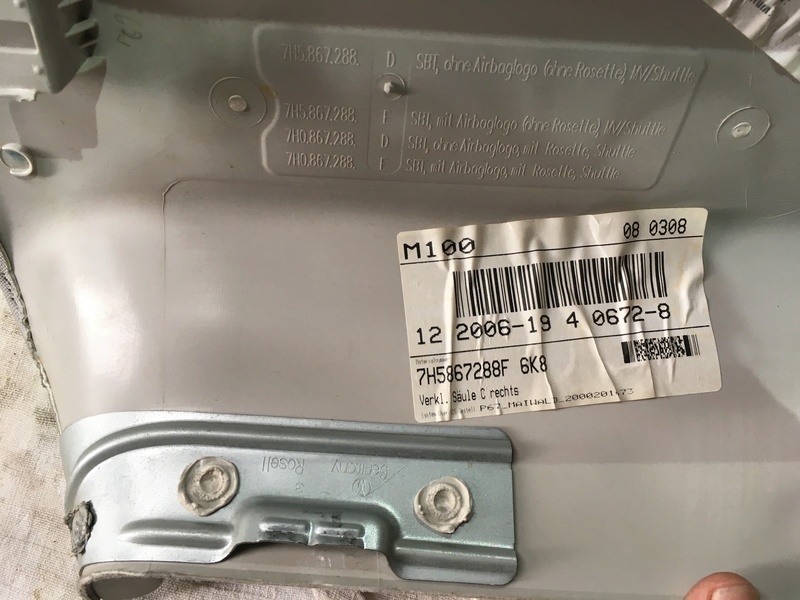 7H5.867.288. D SBT, ohne Airbaglogo (ohne Rosette), MV/Shuttle
7H5.867.288. E SBT, mit Airbaglogo (ohne Rosette) MV/Shuttle
7H0.867.288. D SBT, ohne Airbaglogo, mit Rosette, Shuttle
7H0.867.288. E SBT, mit Airbaglogo, mit Rosette, Shuttle
M100 08 0308
12 2006-19 4 0672-8
7H5867288F 6K8
Verkl. Säule C rechts
P67_MAIWALD_2000201473
Germany Rosell